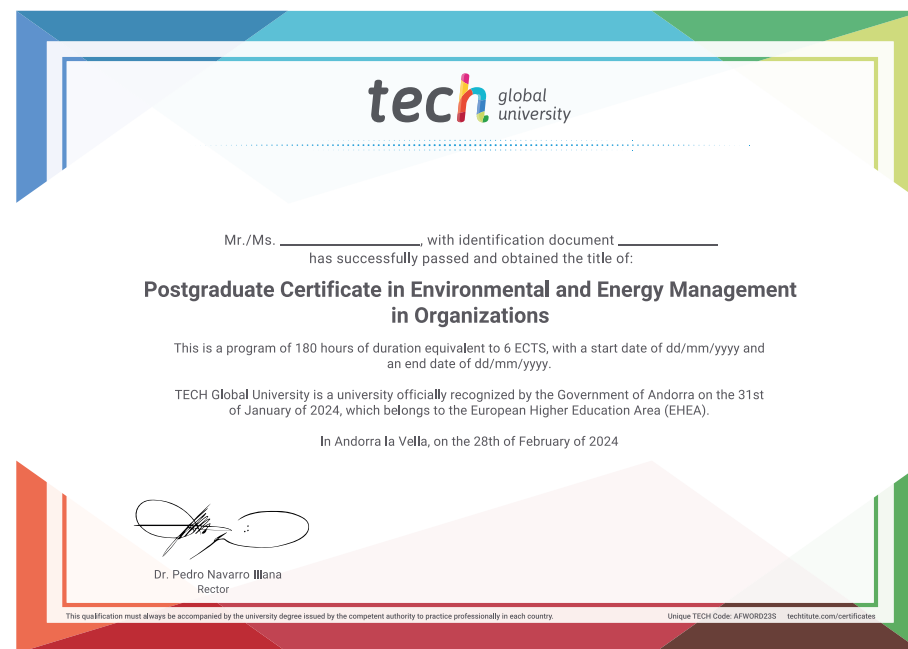 tech global university
Mr./Ms. ____________________, with identification document ______________
has successfully passed and obtained the title of:
Postgraduate Certificate in Environmental and Energy Management
in Organizations
This is a program of 180 hours of duration equivalent to 6 ECTS, with a start date of dd/mm/yyyy and
an end date of dd/mm/yyyy.
TECH Global University is a university officially recognized by the Government of Andorra on the 31st
of January of 2024, which belongs to the European Higher Education Area (EHEA).
In Andorra la Vella, on the 28th of February of 2024
Dr. Pedro Navarro Illana
Rector
This qualification must always be accompanied by the university degree issued by the competent authority to practice professionally in each country.
Unique TECH Code: AFWORD23S techtitute.com/certificates